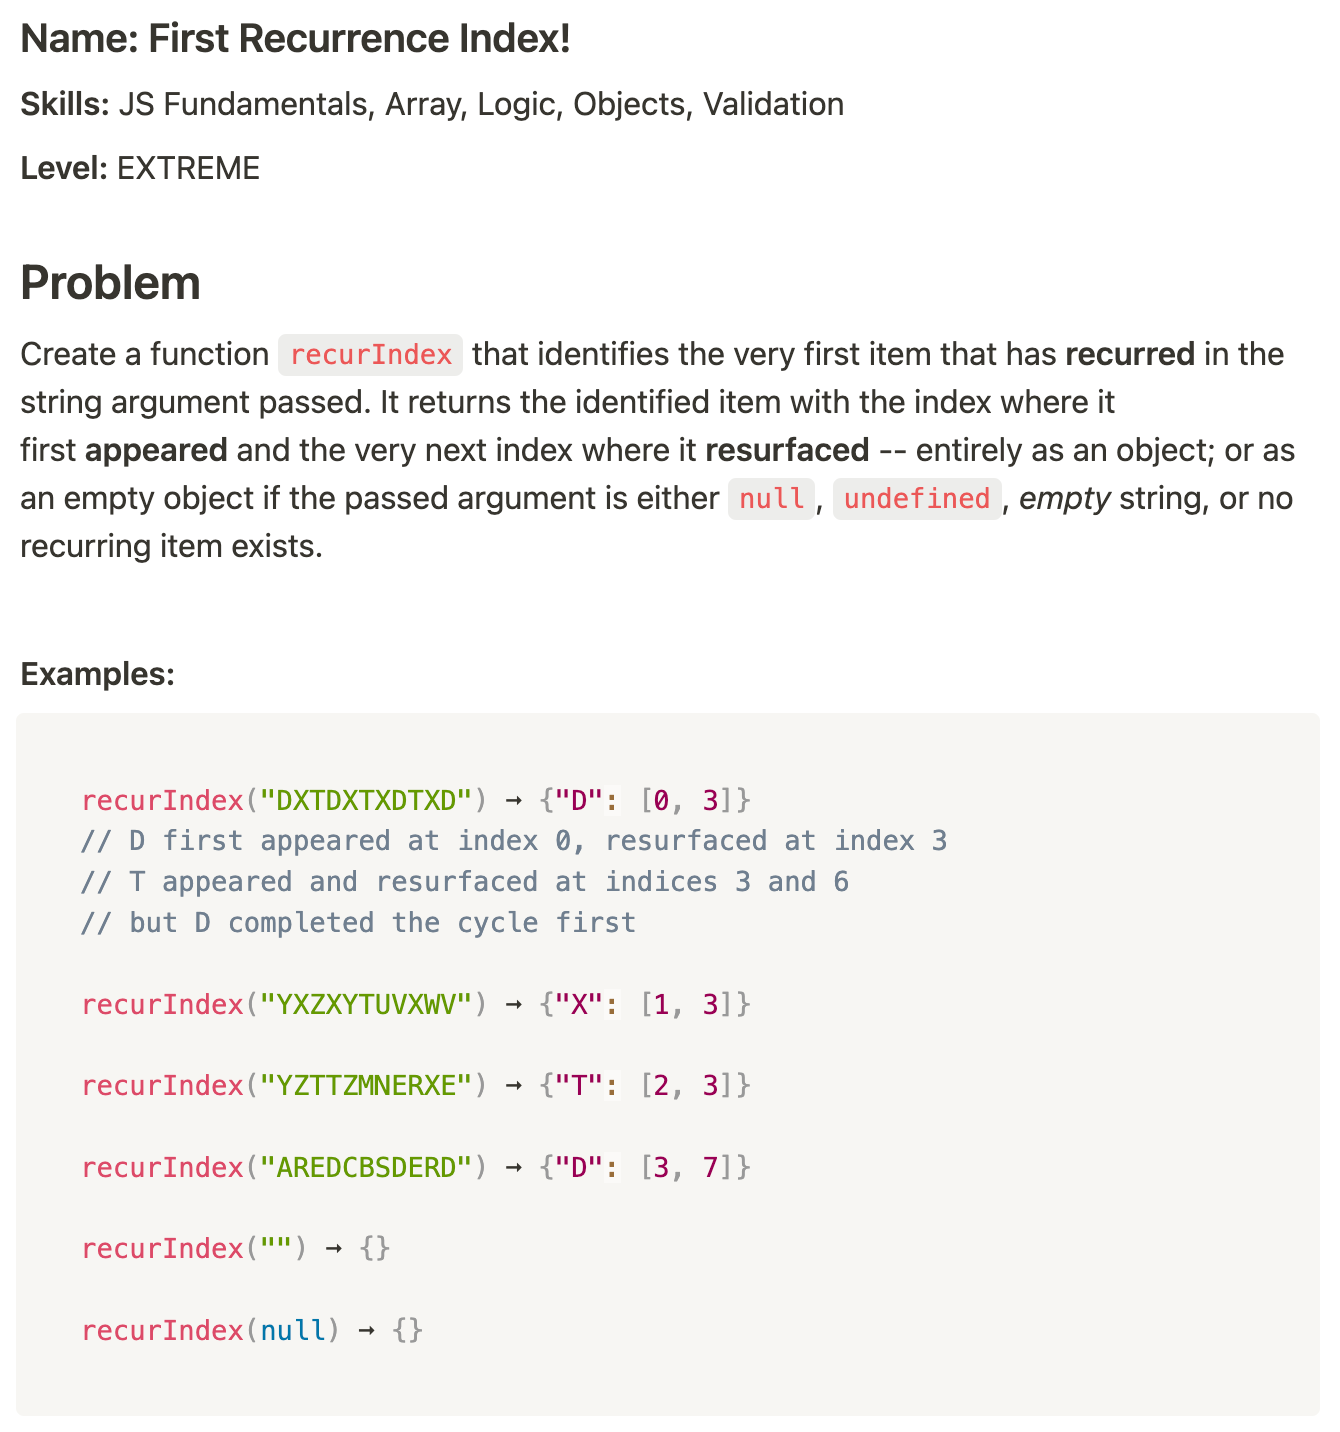 Name: First Recurrence Index!
Skills: JS Fundamentals, Array, Logic, Objects, Validation
Level: EXTREME
Problem
Create a function recurIndex that identifies the very first item that has recurred in the
string argument passed. It returns the identified item with the index where it
first appeared and the very next index where it resurfaced -- entirely as an object; or as
an empty object if the passed argument is either null, undefined, empty string, or no
recurring item exists.
Examples:
recurIndex("DXTDXTXDTXD") → {"D": [0, 3]}
// D first appeared at index 0, resurfaced at index 3
// T appeared and resurfaced at indices 3 and 6
// but D completed the cycle first
recurIndex("YXZXYTUVXWV") → {"X": [1, 3]}
recurIndex("YZTTZMNERXE") → {"T": [2, 3]}
recurIndex("AREDCBSDERD") → {"D": [3, 7]}
recurIndex("") → {}
recurIndex(null) → {}